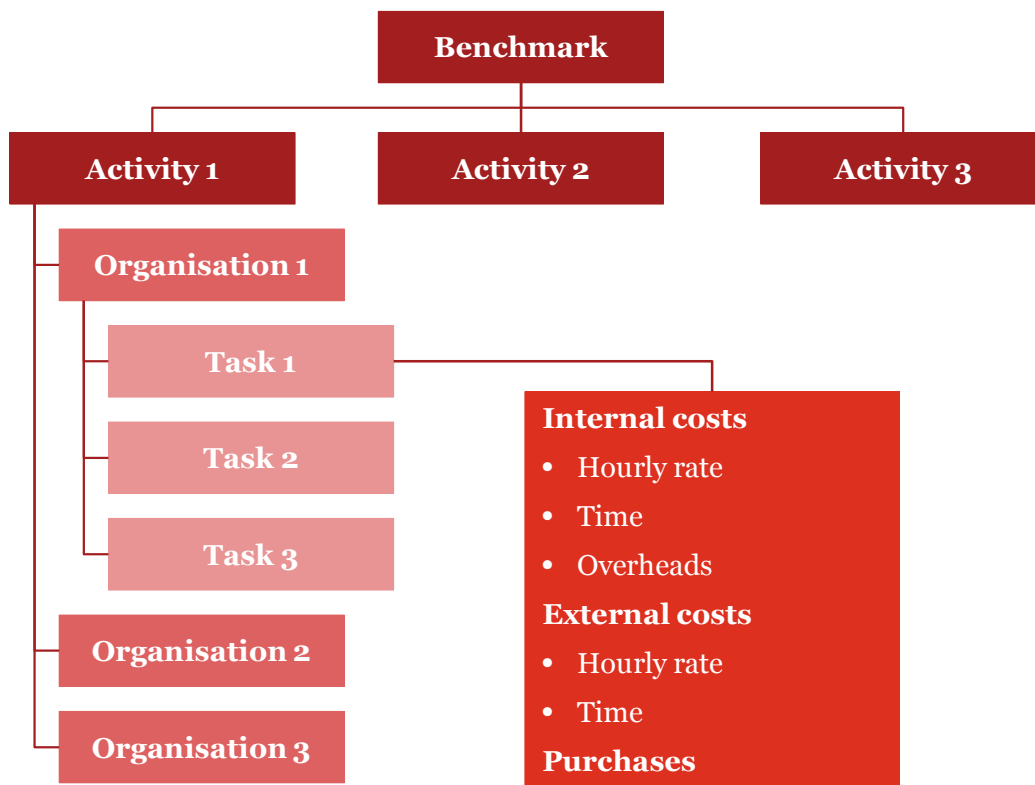 Benchmark
Activity 1
Activity 2
Activity 3
Organisation 1
Task 1
Task 2
Task 3
Organisation 2
Organisation 3
Internal costs
• Hourly rate
• Time
• Overheads
External costs
• Hourly rate
• Time
Purchases